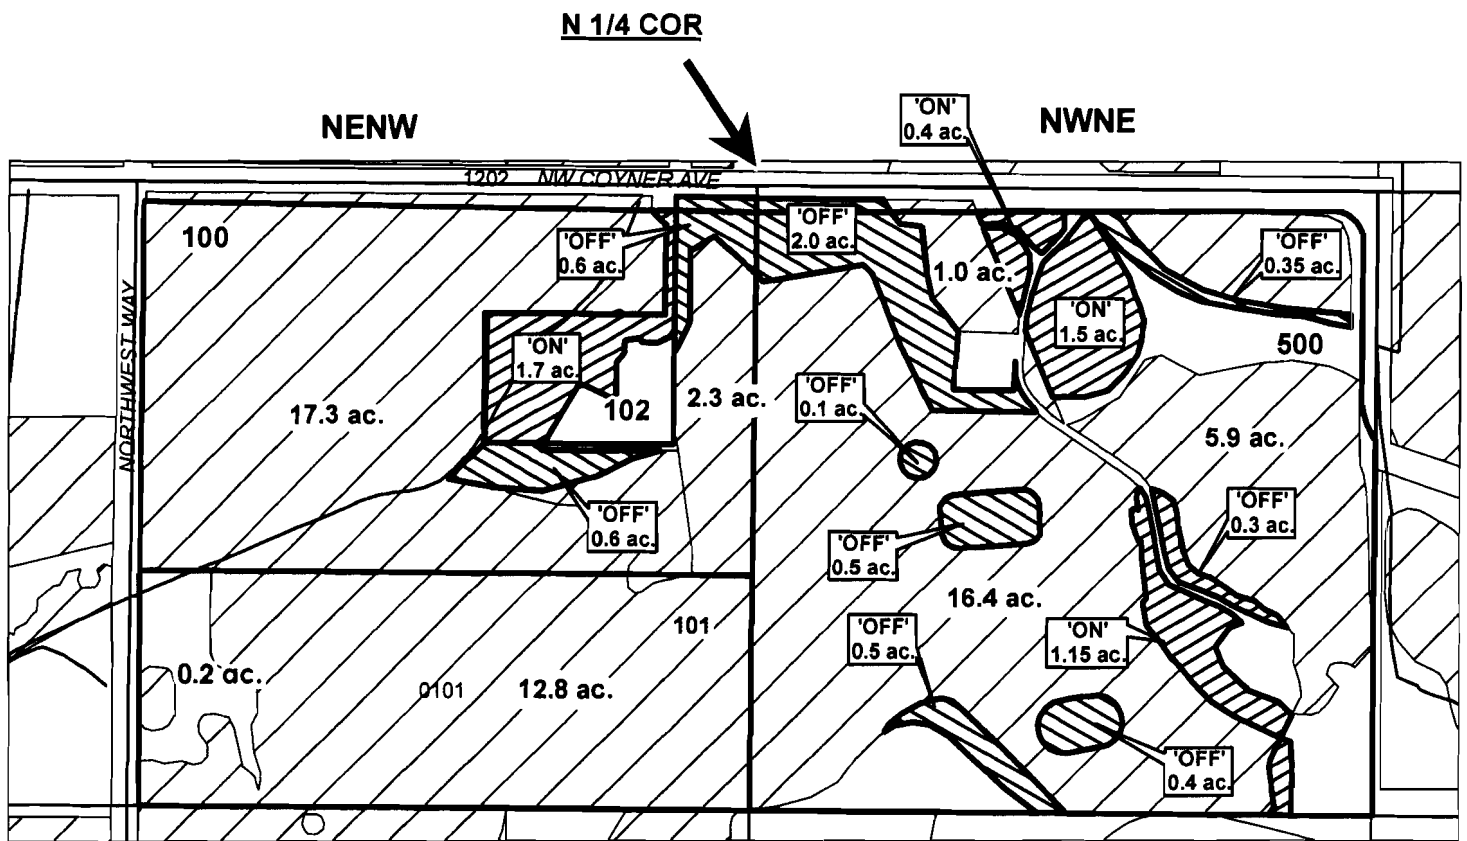 N 1/4 COR
NENW
NWNE
'ON'
0.4 ac.
1202 NW COYNER AVE
100
'OFF'
0.6 ac.
'OFF'
2.0 ac.
1.0 ac.
'OFF'
0.35 ac.
NORTHWEST WAY
'ON'
1.7 ac.
'ON'
1.5 ac.
500
17.3 ac.
102
2.3 ac.
'OFF'
0.1 ac.
5.9 ac.
'OFF'
0.6 ac.
'OFF'
0.5 ac.
'OFF'
0.3 ac.
16.4 ac.
101
'OFF'
0.5 ac.
'ON'
1.15 ac.
0.2 ac.
0101
12.8 ac.
'OFF'
0.4 ac.